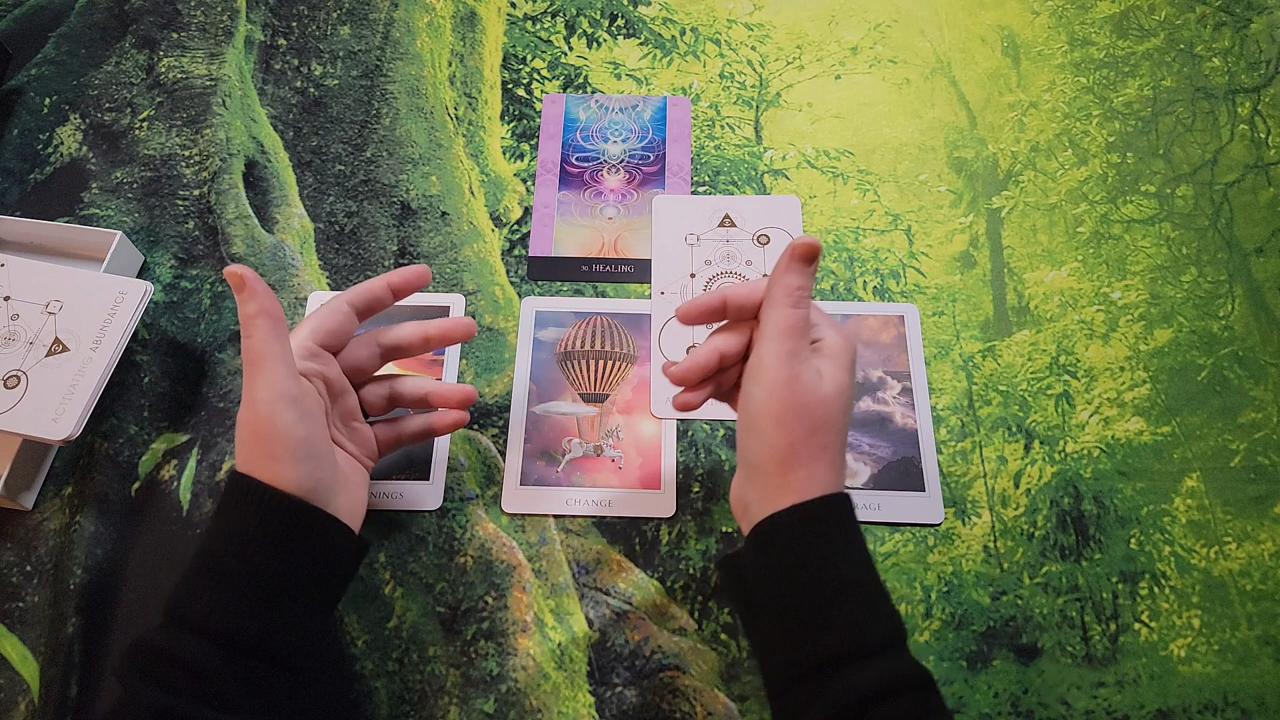 30. HEALING
ACTIVATING ABUNDANCE
NINGS
CHANGE
RAGE